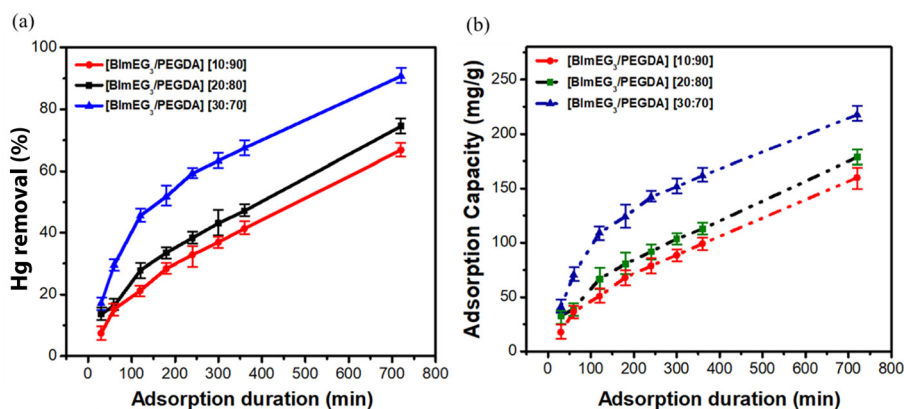 (a)
[BImEG3/PEGDA] [10:90]
[BImEG3/PEGDA] [20:80]
[BImEG3/PEGDA] [30:70]
Hg removal (%)
100
80
60
40
20
0
0 100 200 300 400 500 600 700 800
Adsorption duration (min)
(b)
[BImEG3/PEGDA] [10:90]
[BImEG3/PEGDA] [20:80]
[BImEG3/PEGDA] [30:70]
Adsorption Capacity (mg/g)
250
200
150
100
50
0
0 100 200 300 400 500 600 700 800
Adsorption duration (min)